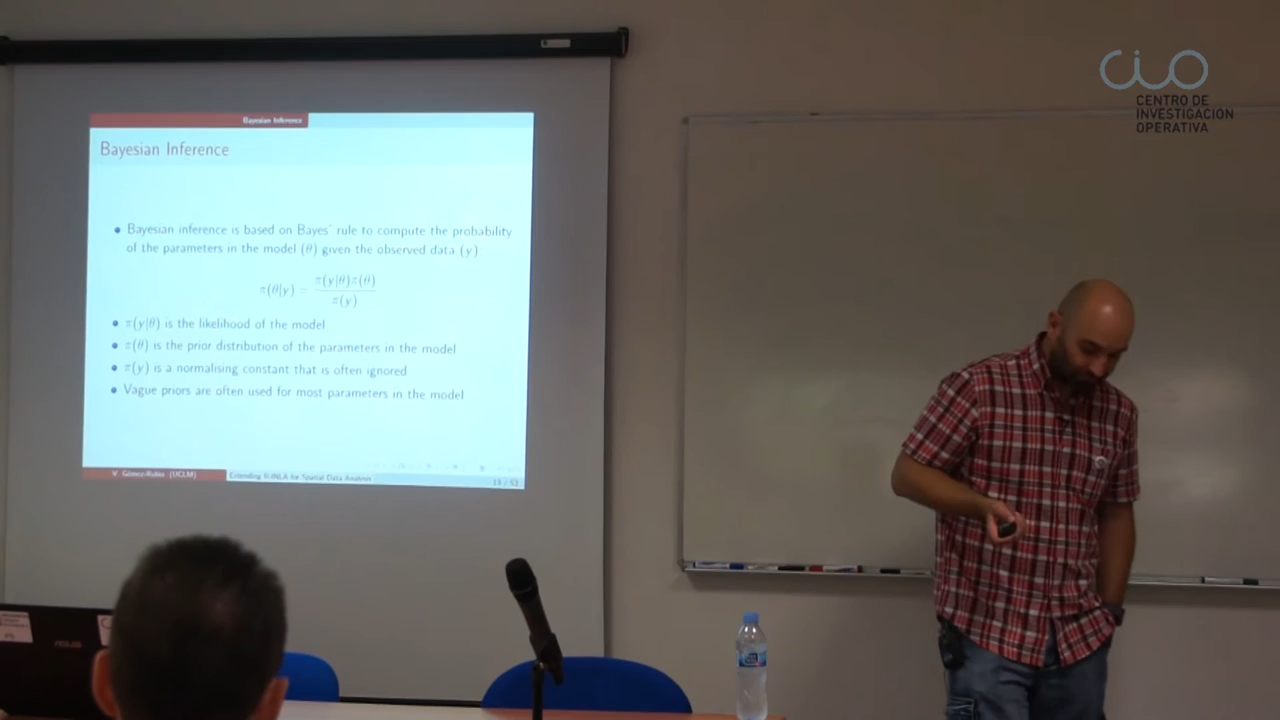 Bayesian Inference
Bayesian Inference
Bayesian inference is based on Bayes' rule to compute the probability
of the parameters in the model (θ) given the observed data (y)
π(θ|y) = π(y|θ)π(θ) / π(y)
π(y|θ) is the likelihood of the model
π(θ) is the prior distribution of the parameters in the model
π(y) is a normalising constant that is often ignored
Vague priors are often used for most parameters in the model
V. Gómez-Rubio (UCLM)
Extending R-INLA for Spatial Data Analysis
13 / 52
CIO
CENTRO DE
INVESTIGACION
OPERATIVA